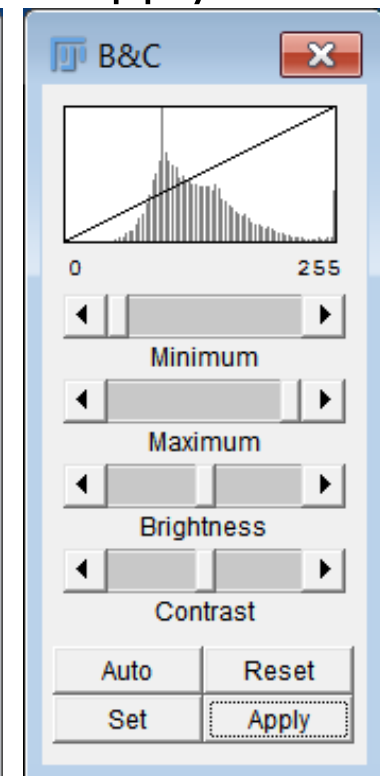 B&C
0 255
Minimum
Maximum
Brightness
Contrast
Auto Reset
Set Apply